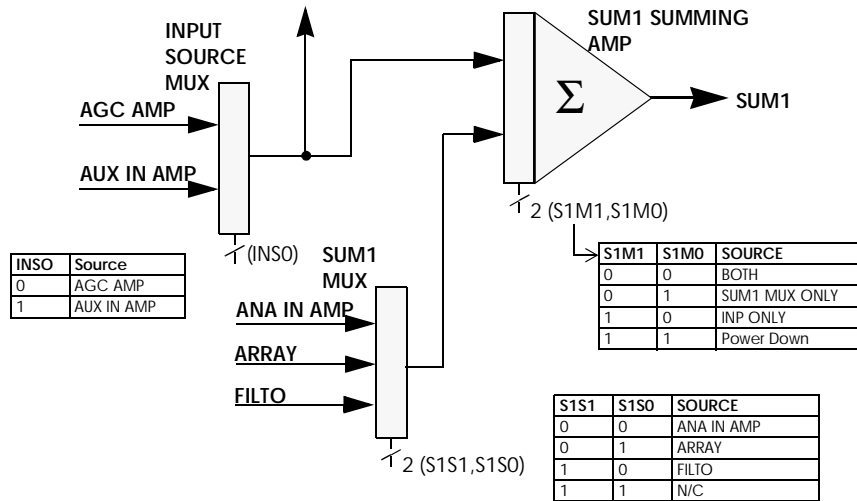 INPUT
SOURCE
MUX
SUM1 SUMMING
AMP
AGC AMP
AUX IN AMP
Σ
SUM1
(INS0)
2 (S1M1,S1M0)
INSO Source
0 AGC AMP
1 AUX IN AMP
SUM1
MUX
ANA IN AMP
ARRAY
FILTO
2 (S1S1,S1S0)
S1M1 S1M0 SOURCE
0 0 BOTH
0 1 SUM1 MUX ONLY
1 0 INP ONLY
1 1 Power Down
S1S1 S1S0 SOURCE
0 0 ANA IN AMP
0 1 ARRAY
1 0 FILTO
1 1 N/C